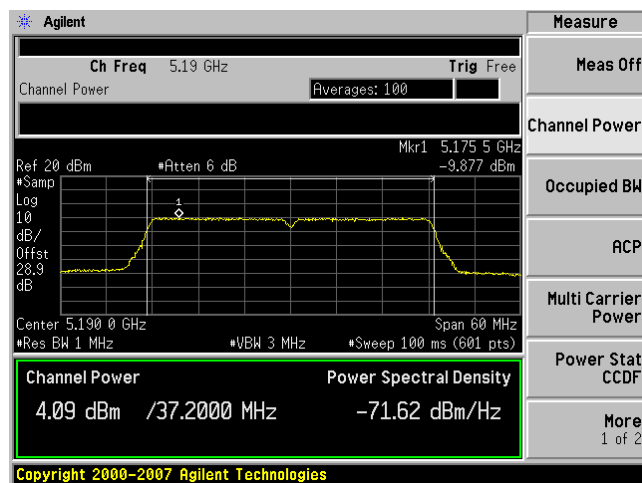 Agilent
Measure
Ch Freq 5.19 GHz Trig Free
Channel Power Averages: 100
Mkr1 5.175 5 GHz
Ref 20 dBm #Atten 6 dB -9.877 dBm
#Samp
Log
10
dB/
Offst
28.9
dB
1
Center 5.190 0 GHz Span 60 MHz
#Res BW 1 MHz #VBW 3 MHz #Sweep 100 ms (601 pts)
Channel Power Power Spectral Density
4.09 dBm /37.2000 MHz -71.62 dBm/Hz
Copyright 2000-2007 Agilent Technologies
Meas Off
Channel Power
Occupied BW
ACP
Multi Carrier
Power
Power Stat
CCDF
More
1 of 2